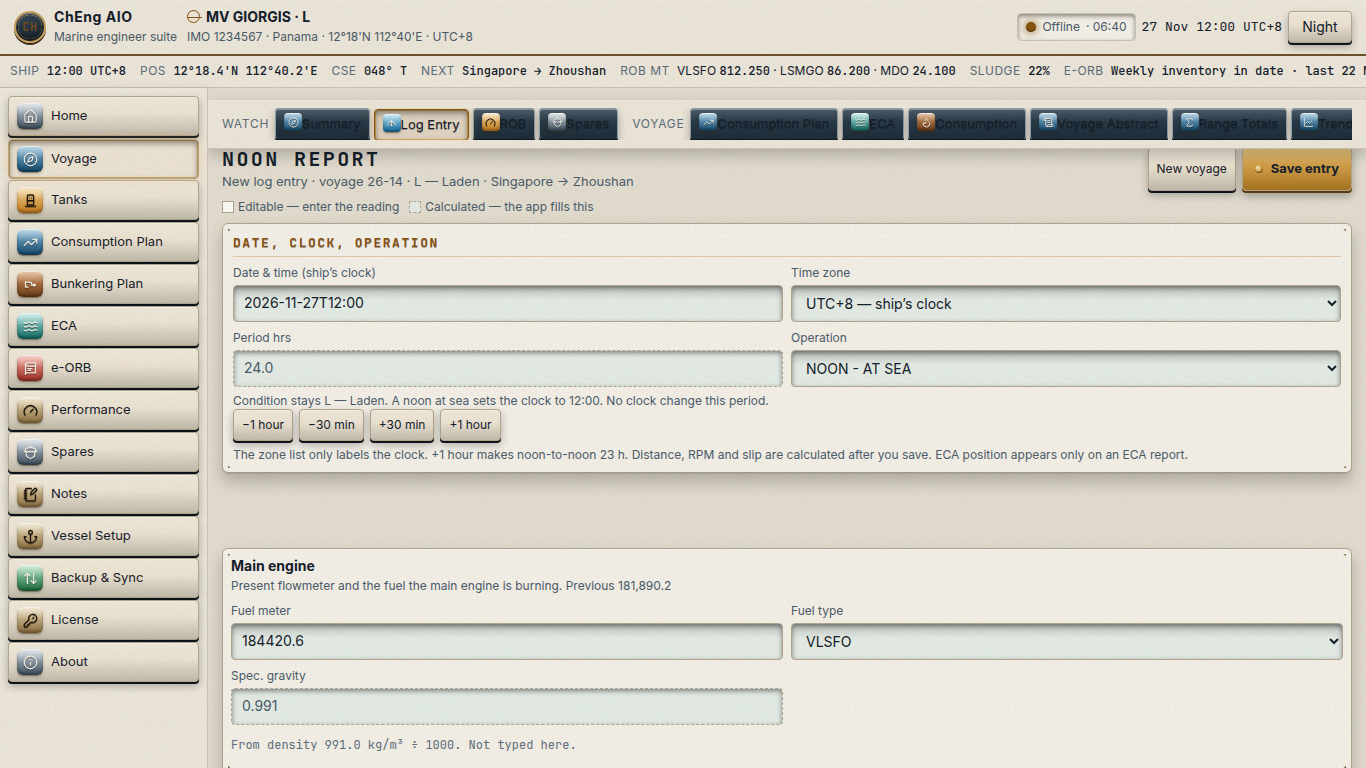 CH
ChEng AIO
Marine engineer suite
MV GIORGIS · L
IMO 1234567 · Panama · 12°18'N 112°40'E · UTC+8
Offline · 06:40
27 Nov 12:00 UTC+8
Night
SHIP 12:00 UTC+8 POS 12°18.4'N 112°40.2'E CSE 048° T NEXT Singapore → Zhoushan ROB MT VLSFO 812.250 · LSMGO 86.200 · MDO 24.100 SLUDGE 22% E-ORB Weekly inventory in date · last 22
Home
Voyage
Tanks
Consumption Plan
Bunkering Plan
ECA
e-ORB
Performance
Spares
Notes
Vessel Setup
Backup & Sync
License
About
WATCH Summary Log Entry ROB Spares VOYAGE Consumption Plan ECA Consumption Voyage Abstract Range Totals Trend
NOON REPORT
New log entry · voyage 26-14 · L — Laden · Singapore → Zhoushan
New voyage
Save entry
Editable — enter the reading Calculated — the app fills this
DATE, CLOCK, OPERATION
Date & time (ship's clock) Time zone
2026-11-27T12:00 UTC+8 — ship's clock
Period hrs Operation
24.0 NOON - AT SEA
Condition stays L — Laden. A noon at sea sets the clock to 12:00. No clock change this period.
−1 hour −30 min +30 min +1 hour
The zone list only labels the clock. +1 hour makes noon-to-noon 23 h. Distance, RPM and slip are calculated after you save. ECA position appears only on an ECA report.
Main engine
Present flowmeter and the fuel the main engine is burning. Previous 181,890.2
Fuel meter Fuel type
184420.6 VLSFO
Spec. gravity
0.991
From density 991.0 kg/m³ ÷ 1000. Not typed here.